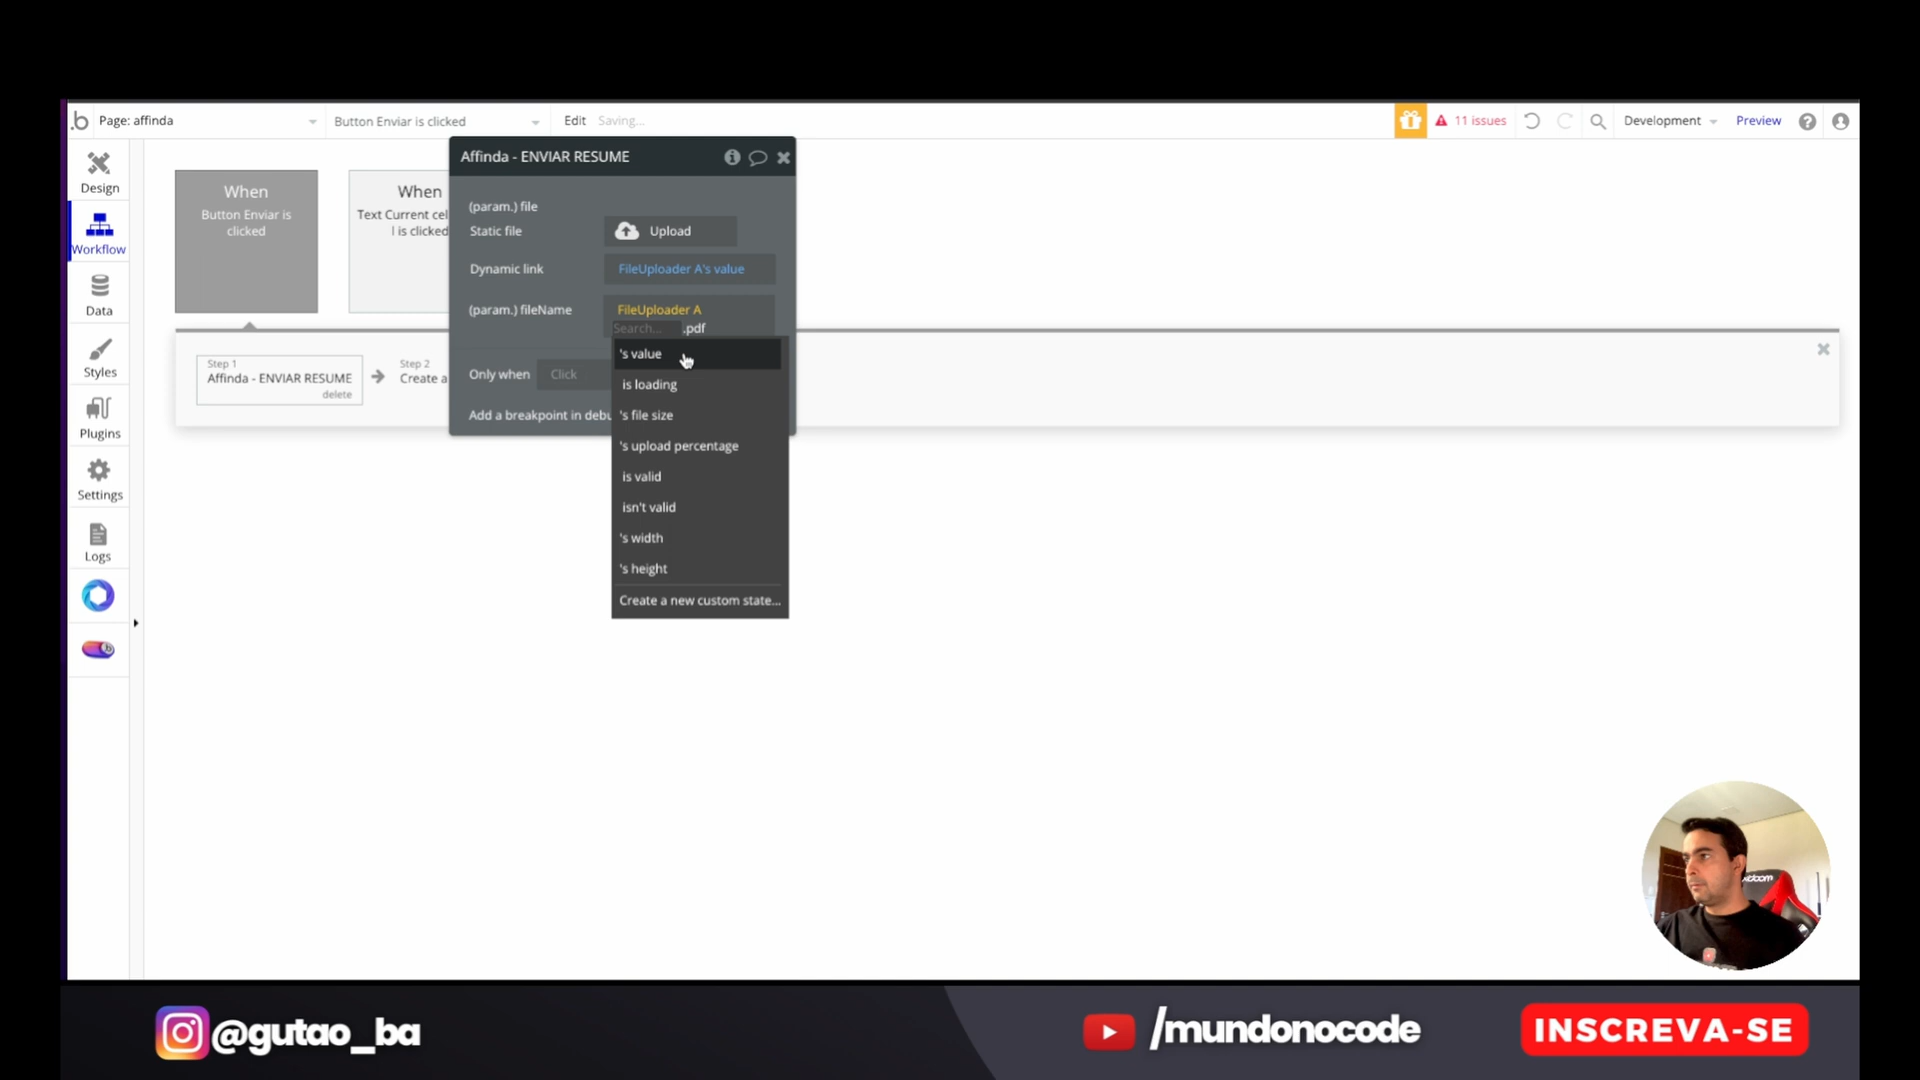 .b
Page: affinda
Button Enviar is clicked
Edit
Saving...
11 issues
Development
Preview
Design
Workflow
Data
Styles
Plugins
Settings
Logs
When
Button Enviar is
clicked
When
Text Current cel
I is clicked
Step 1
Affinda - ENVIAR RESUME
delete
Step 2
Create a
Affinda - ENVIAR RESUME
(param.) file
Static file
Upload
Dynamic link
FileUploader A's value
(param.) fileName
FileUploader A
Search...
.pdf
Only when
Click
Add a breakpoint in debu
's value
is loading
's file size
's upload percentage
is valid
isn't valid
's width
's height
Create a new custom state...
@gutao_ba
/mundonocode
INSCREVA-SE